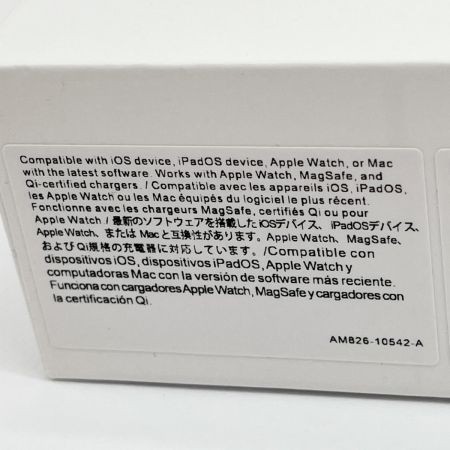 Compatible with iOS device, iPadOS device, Apple Watch, or Mac
with the latest software. Works with Apple Watch, MagSafe, and
Qi-certified chargers. / Compatible avec les appareils iOS, iPadOS,
les Apple Watch ou les Mac équipés du logiciel le plus récent.
Fonctionne avec les chargeurs MagSafe, certifiés Qi ou pour
Apple Watch / 最新のソフトウェアを搭載したiOSデバイス、iPadOSデバイス、
Apple Watch、または Macと互換性があります。Apple Watch、MagSafe、
および Qi規格の充電器に対応しています。/Compatible con
dispositivos iOS, dispositivos iPadOS, Apple Watch y
computadoras Mac con la versión de software más reciente.
Funciona con cargadores Apple Watch, MagSafe y cargadores con
la certificación Qi.
AM826-10542-A